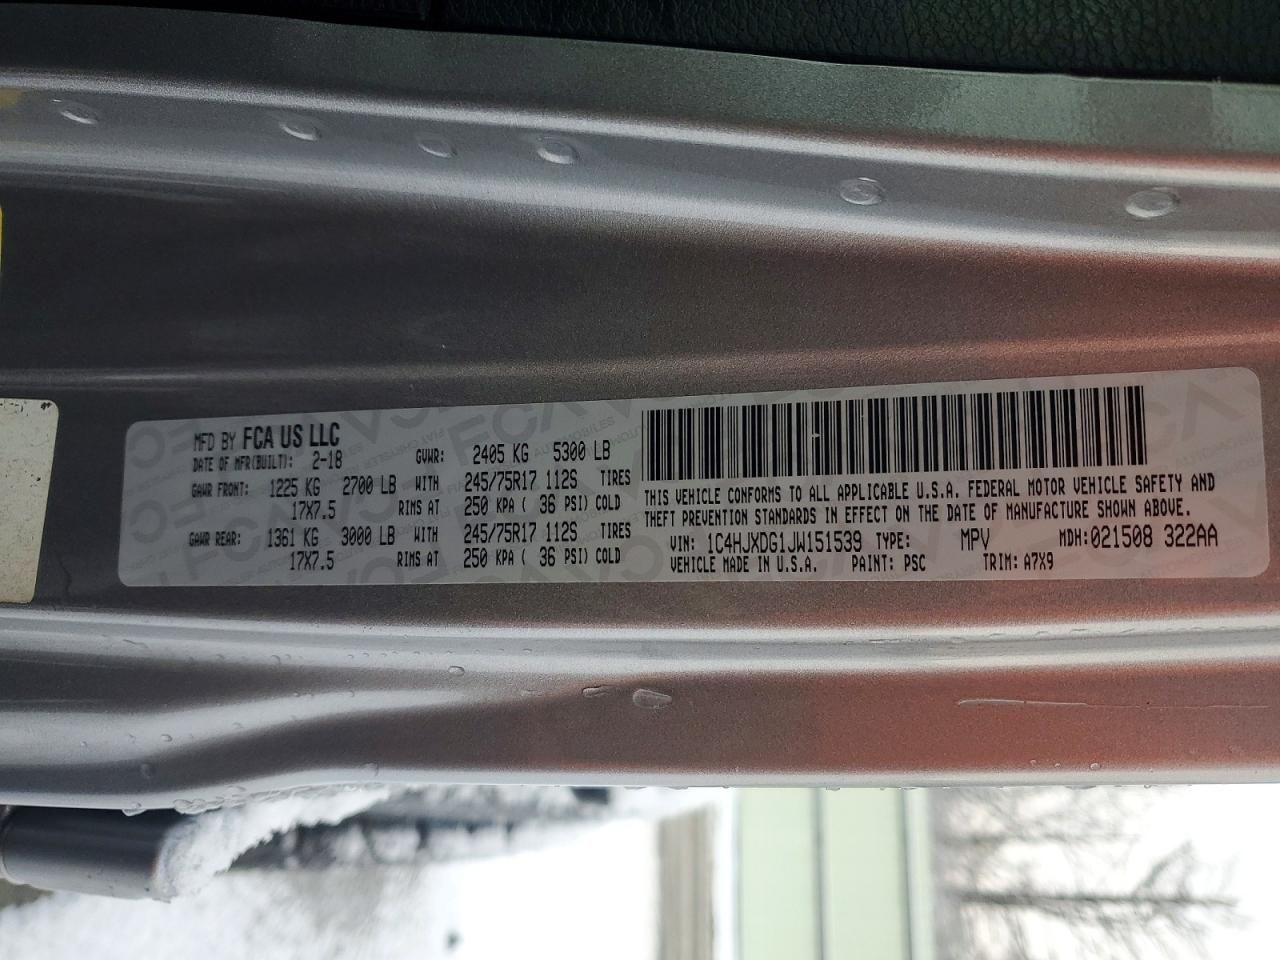 MFD BY FCA US LLC
DATE OF MFR(BUILT): 2-18 GVWR: 2405 KG 5300 LB
GAWR FRONT: 1225 KG 2700 LB WITH 245/75R17 112S TIRES
17X7.5 RIMS AT 250 KPA ( 36 PSI) COLD
GAWR REAR: 1361 KG 3000 LB WITH 245/75R17 112S TIRES
17X7.5 RIMS AT 250 KPA ( 36 PSI) COLD
THIS VEHICLE CONFORMS TO ALL APPLICABLE U.S.A. FEDERAL MOTOR VEHICLE SAFETY AND
THEFT PREVENTION STANDARDS IN EFFECT ON THE DATE OF MANUFACTURE SHOWN ABOVE.
VIN: 1C4HJXDG1JW151539 TYPE: MPV MDH:021508 322AA
VEHICLE MADE IN U.S.A. PAINT: PSC TRIM: A7X9